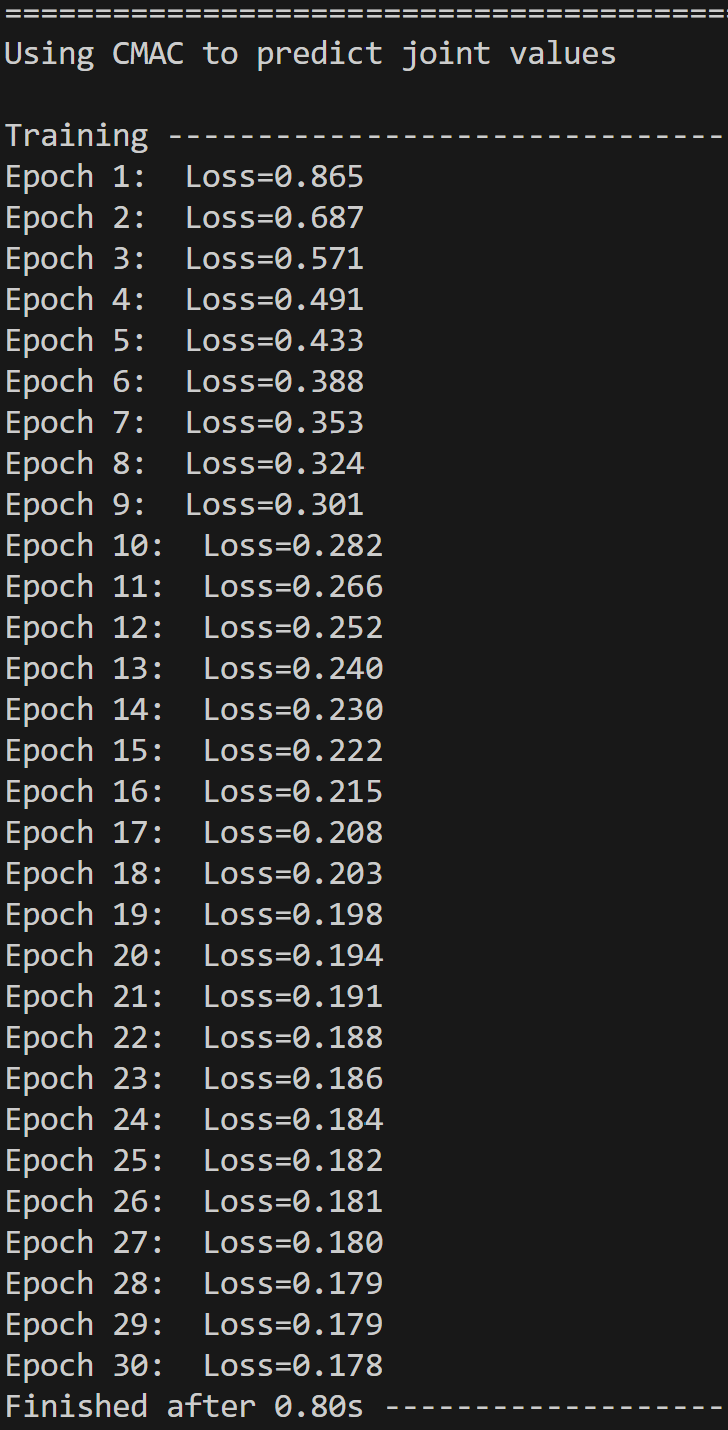 =========================================
Using CMAC to predict joint values
Training -------------------------------
Epoch 1:  Loss=0.865
Epoch 2:  Loss=0.687
Epoch 3:  Loss=0.571
Epoch 4:  Loss=0.491
Epoch 5:  Loss=0.433
Epoch 6:  Loss=0.388
Epoch 7:  Loss=0.353
Epoch 8:  Loss=0.324
Epoch 9:  Loss=0.301
Epoch 10:  Loss=0.282
Epoch 11:  Loss=0.266
Epoch 12:  Loss=0.252
Epoch 13:  Loss=0.240
Epoch 14:  Loss=0.230
Epoch 15:  Loss=0.222
Epoch 16:  Loss=0.215
Epoch 17:  Loss=0.208
Epoch 18:  Loss=0.203
Epoch 19:  Loss=0.198
Epoch 20:  Loss=0.194
Epoch 21:  Loss=0.191
Epoch 22:  Loss=0.188
Epoch 23:  Loss=0.186
Epoch 24:  Loss=0.184
Epoch 25:  Loss=0.182
Epoch 26:  Loss=0.181
Epoch 27:  Loss=0.180
Epoch 28:  Loss=0.179
Epoch 29:  Loss=0.179
Epoch 30:  Loss=0.178
Finished after 0.80s -------------------